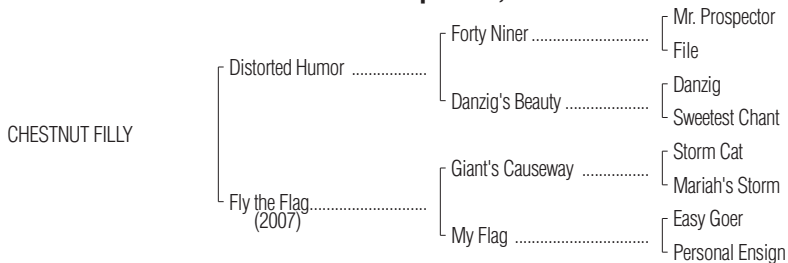 Mr. Prospector
Forty Niner ..............................
File
Distorted Humor ..................
Danzig
Danzig's Beauty ......................
Sweetest Chant
CHESTNUT FILLY
Storm Cat
Giant's Causeway .................
Mariah's Storm
Fly the Flag..............................
(2007)
Easy Goer
My Flag ...................................
Personal Ensign